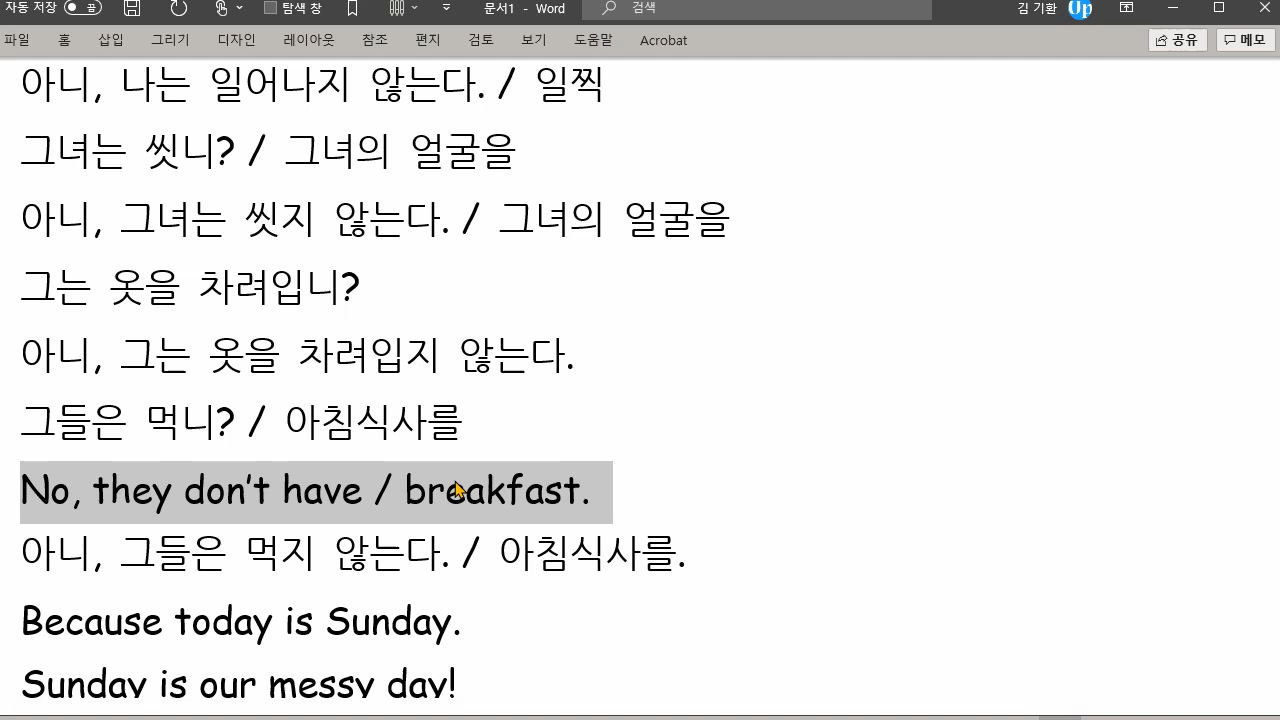 자동 저장 끔 탐색 창 문서1 - Word 검색 김 기환 Up
파일 홈 삽입 그리기 디자인 레이아웃 참조 편지 검토 보기 도움말 Acrobat 공유 메모
아니, 나는 일어나지 않는다. / 일찍
그녀는 씻니? / 그녀의 얼굴을
아니, 그녀는 씻지 않는다. / 그녀의 얼굴을
그는 옷을 차려입니?
아니, 그는 옷을 차려입지 않는다.
그들은 먹니? / 아침식사를
No, they don't have / breakfast.
아니, 그들은 먹지 않는다. / 아침식사를.
Because today is Sunday.
Sunday is our messy day!